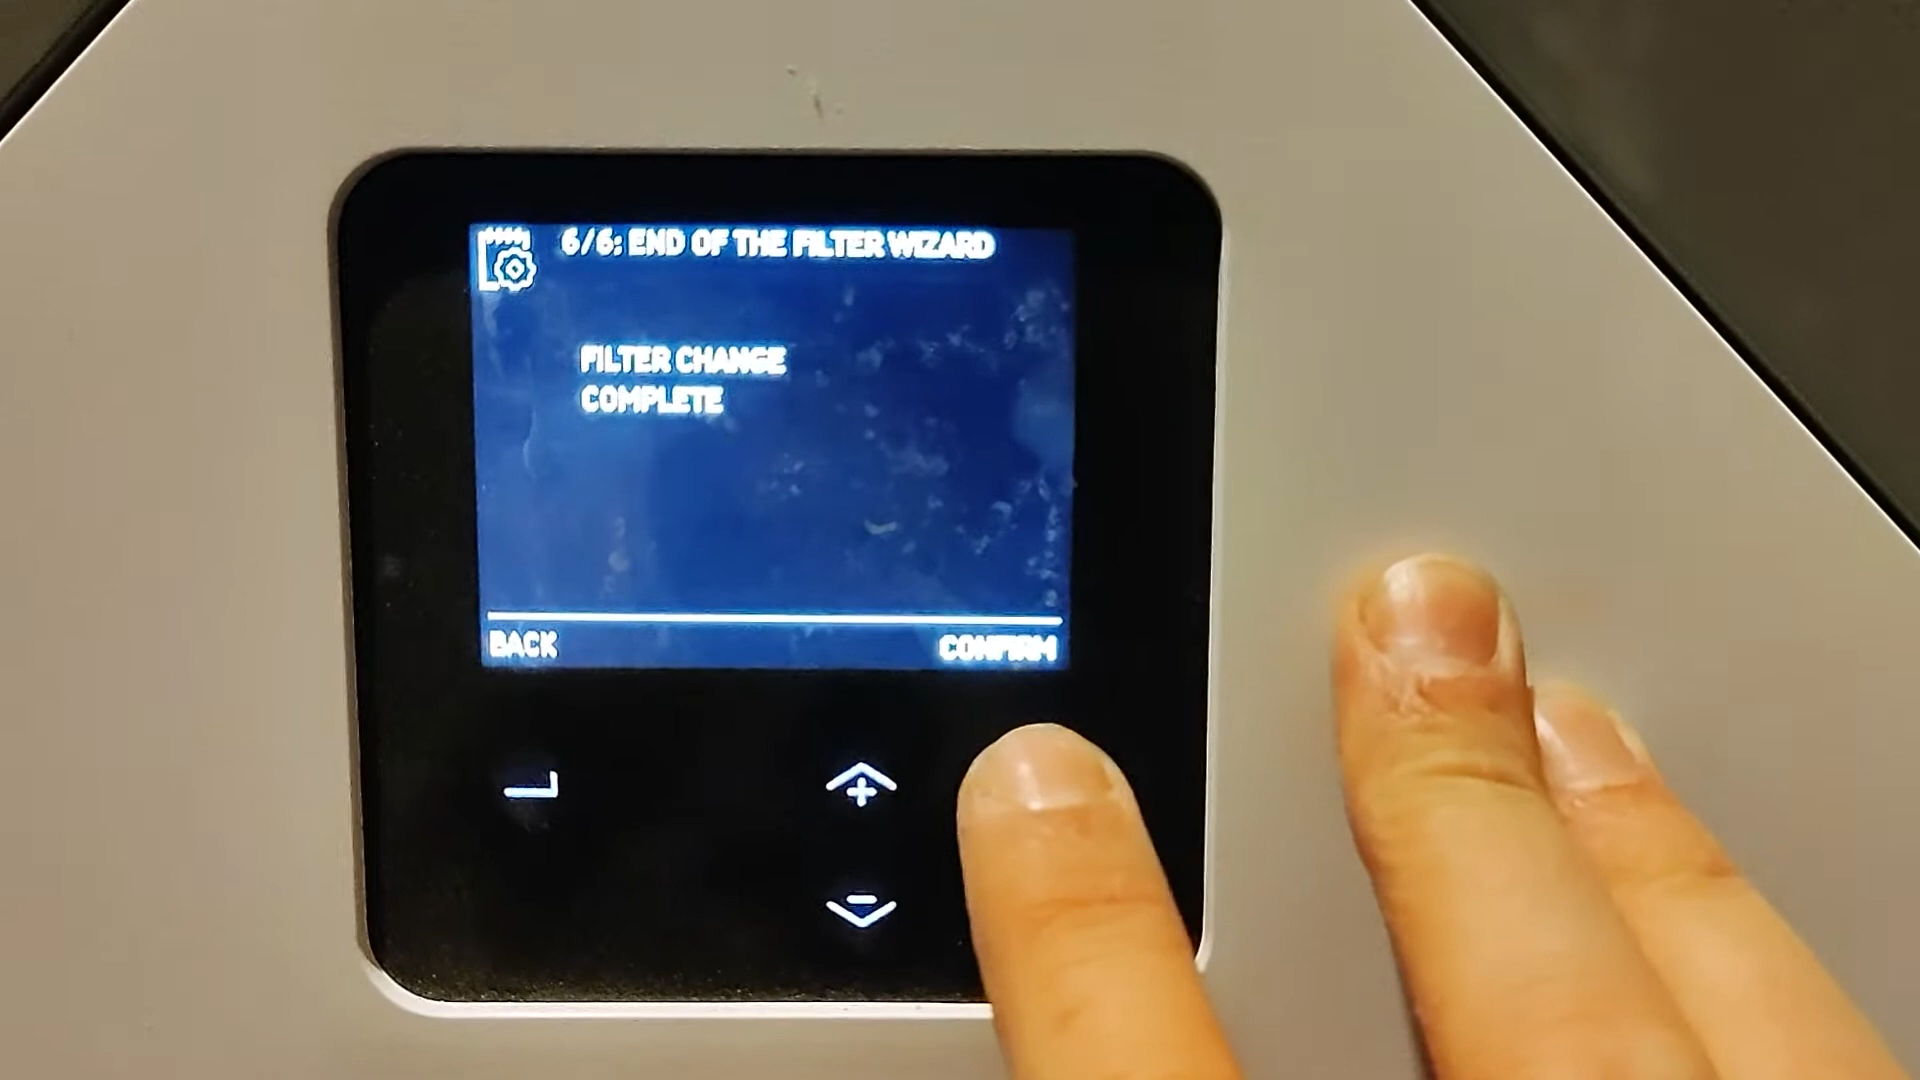 6/6: END OF THE FILTER WIZARD
FILTER CHANGE
COMPLETE
BACK
CONFIRM